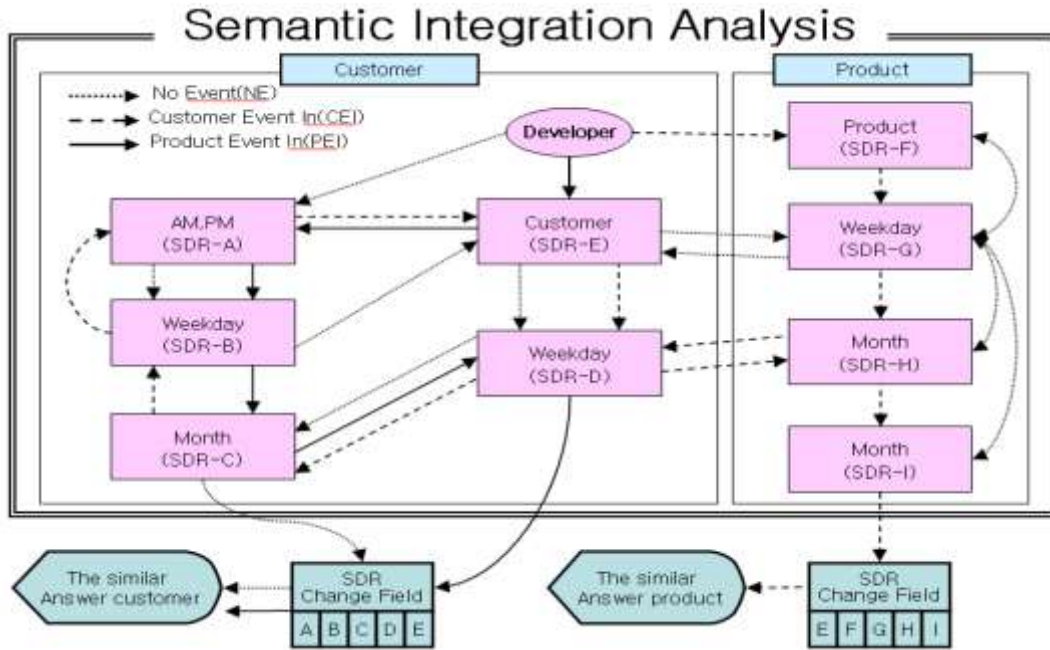 Semantic Integration Analysis
Customer
Product
No Event(NE)
Customer Event In(CEI)
Product Event In(PEI)
Developer
Product
(SDR-F)
AM,PM
(SDR-A)
Customer
(SDR-E)
Weekday
(SDR-G)
Weekday
(SDR-B)
Weekday
(SDR-D)
Month
(SDR-H)
Month
(SDR-C)
Month
(SDR-I)
The similar
Answer customer
SDR
Change Field
A B C D E
The similar
Answer product
SDR
Change Field
E F G H I